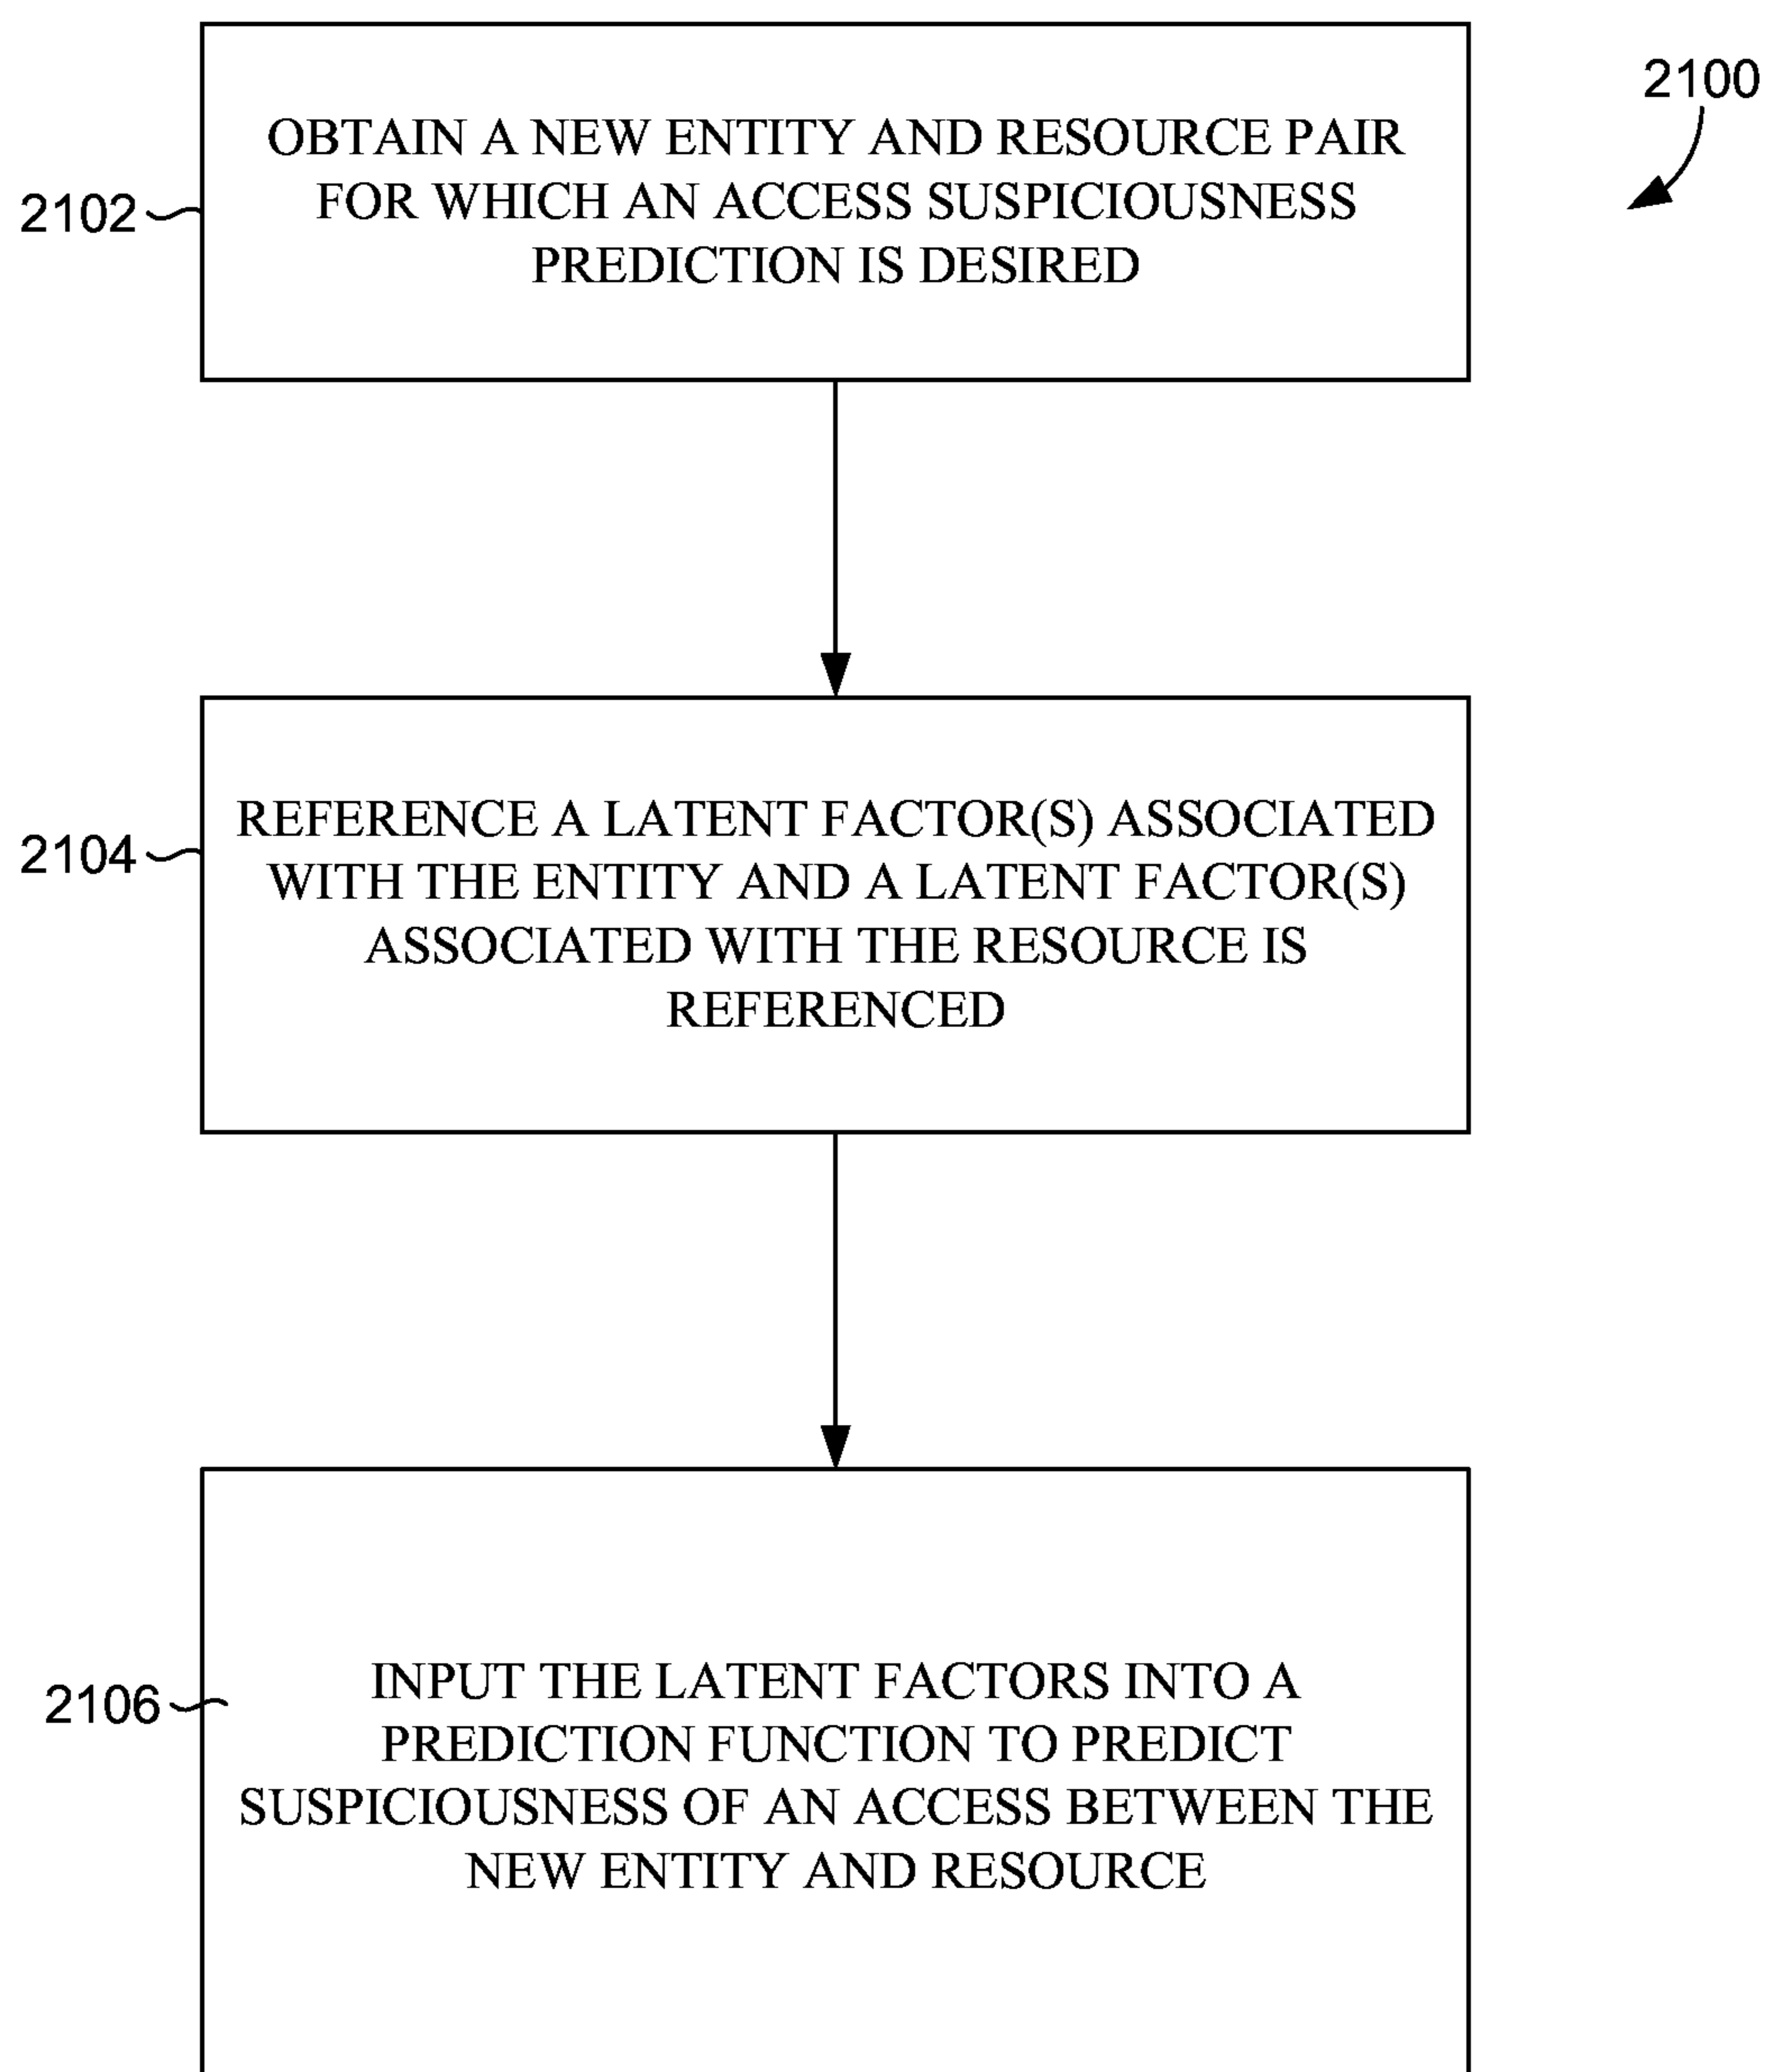 2100
2102
OBTAIN A NEW ENTITY AND RESOURCE PAIR
FOR WHICH AN ACCESS SUSPICIOUSNESS
PREDICTION IS DESIRED
2104
REFERENCE A LATENT FACTOR(S) ASSOCIATED
WITH THE ENTITY AND A LATENT FACTOR(S)
ASSOCIATED WITH THE RESOURCE IS
REFERENCED
2106
INPUT THE LATENT FACTORS INTO A
PREDICTION FUNCTION TO PREDICT
SUSPICIOUSNESS OF AN ACCESS BETWEEN THE
NEW ENTITY AND RESOURCE